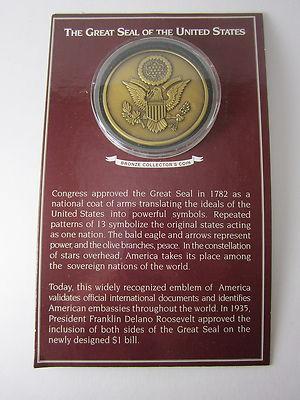 THE GREAT SEAL OF THE UNITED STATES
BRONZE COLLECTOR'S COIN
Congress approved the Great Seal in 1782 as a
national coat of arms translating the ideals of the
United States into powerful symbols. Repeated
patterns of 13 symbolize the original states acting
as one nation. The bald eagle and arrows represent
power, and the olive branches, peace. In the constellation
of stars overhead, America takes its place among
the sovereign nations of the world.
Today, this widely recognized emblem of America
validates official international documents and identifies
American embassies throughout the world. In 1935,
President Franklin Delano Roosevelt approved the
inclusion of both sides of the Great Seal on the
newly designed $1 bill.